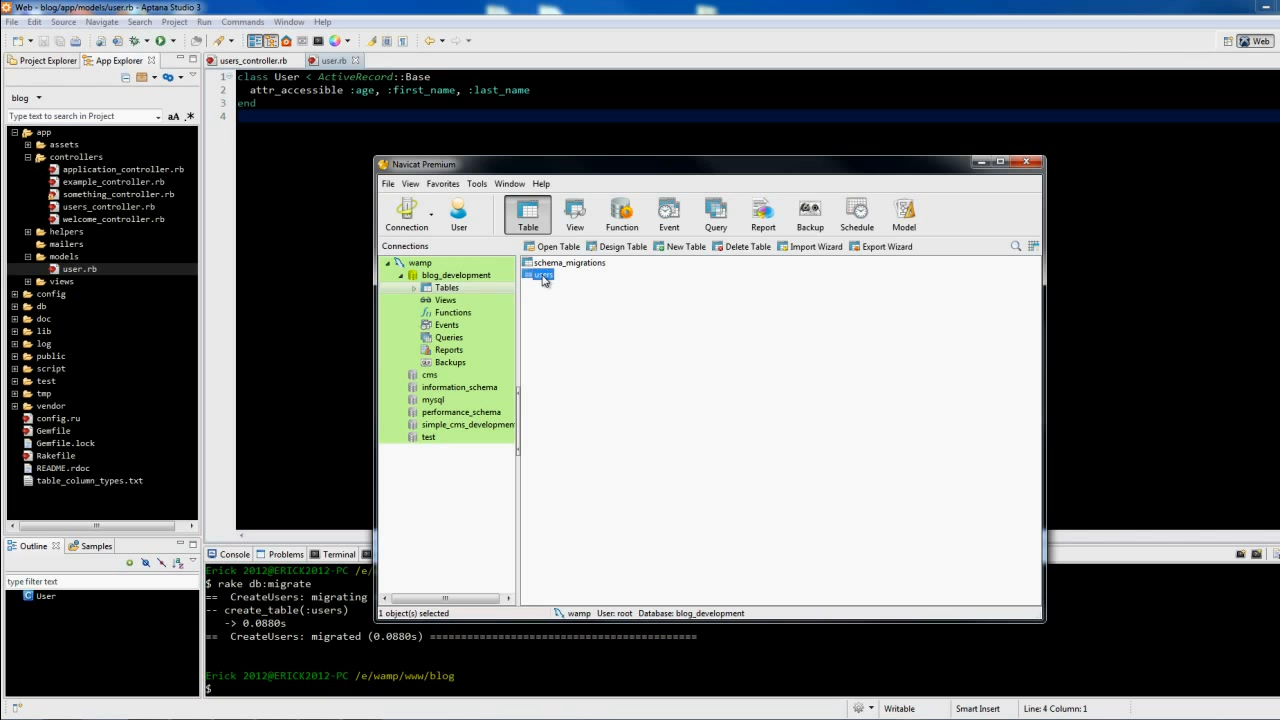 Web - blog/app/models/user.rb - Aptana Studio 3
File Edit Source Navigate Search Project Run Commands Window Help
Web
Project Explorer App Explorer
users_controller.rb user.rb
blog
Type text to search in Project aA .*
app
assets
controllers
application_controller.rb
example_controller.rb
something_controller.rb
users_controller.rb
welcome_controller.rb
helpers
mailers
models
user.rb
views
config
db
doc
lib
log
public
script
test
tmp
vendor
config.ru
Gemfile
Gemfile.lock
Rakefile
README.rdoc
table_column_types.txt
1 class User < ActiveRecord::Base
2 attr_accessible :age, :first_name, :last_name
3 end
4
Navicat Premium
File View Favorites Tools Window Help
Connection User Table View Function Event Query Report Backup Schedule Model
Connections Open Table Design Table New Table Delete Table Import Wizard Export Wizard
wamp
blog_development
Tables
Views
Functions
Events
Queries
Reports
Backups
cms
information_schema
mysql
performance_schema
simple_cms_development
test
schema_migrations
users
1 object(s) selected wamp User: root Database: blog_development
Outline Samples
type filter text
User
Console Problems Terminal
Erick 2012@ERICK2012-PC /e/
$ rake db:migrate
== CreateUsers: migrating
-- create_table(:users)
-> 0.0880s
== CreateUsers: migrated (0.0880s) ===========================================
Erick 2012@ERICK2012-PC /e/wamp/www/blog
$
Writable Smart Insert Line: 4 Column: 1